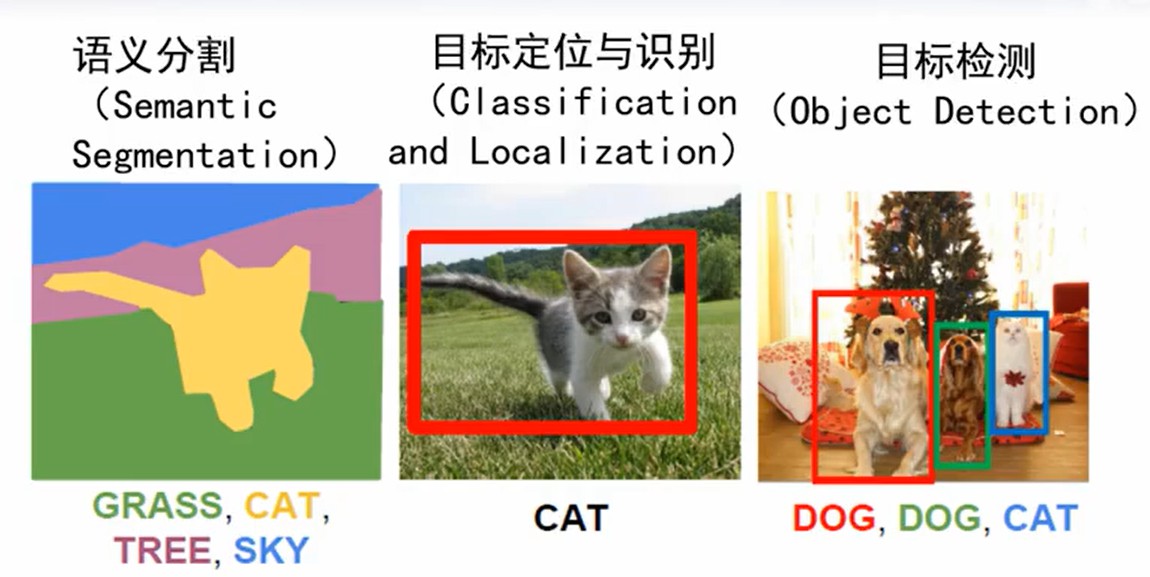 语义分割
（Semantic
Segmentation）
目标定位与识别
（Classification
and Localization）
目标检测
（Object Detection）
GRASS, CAT,
TREE, SKY
CAT
DOG, DOG, CAT